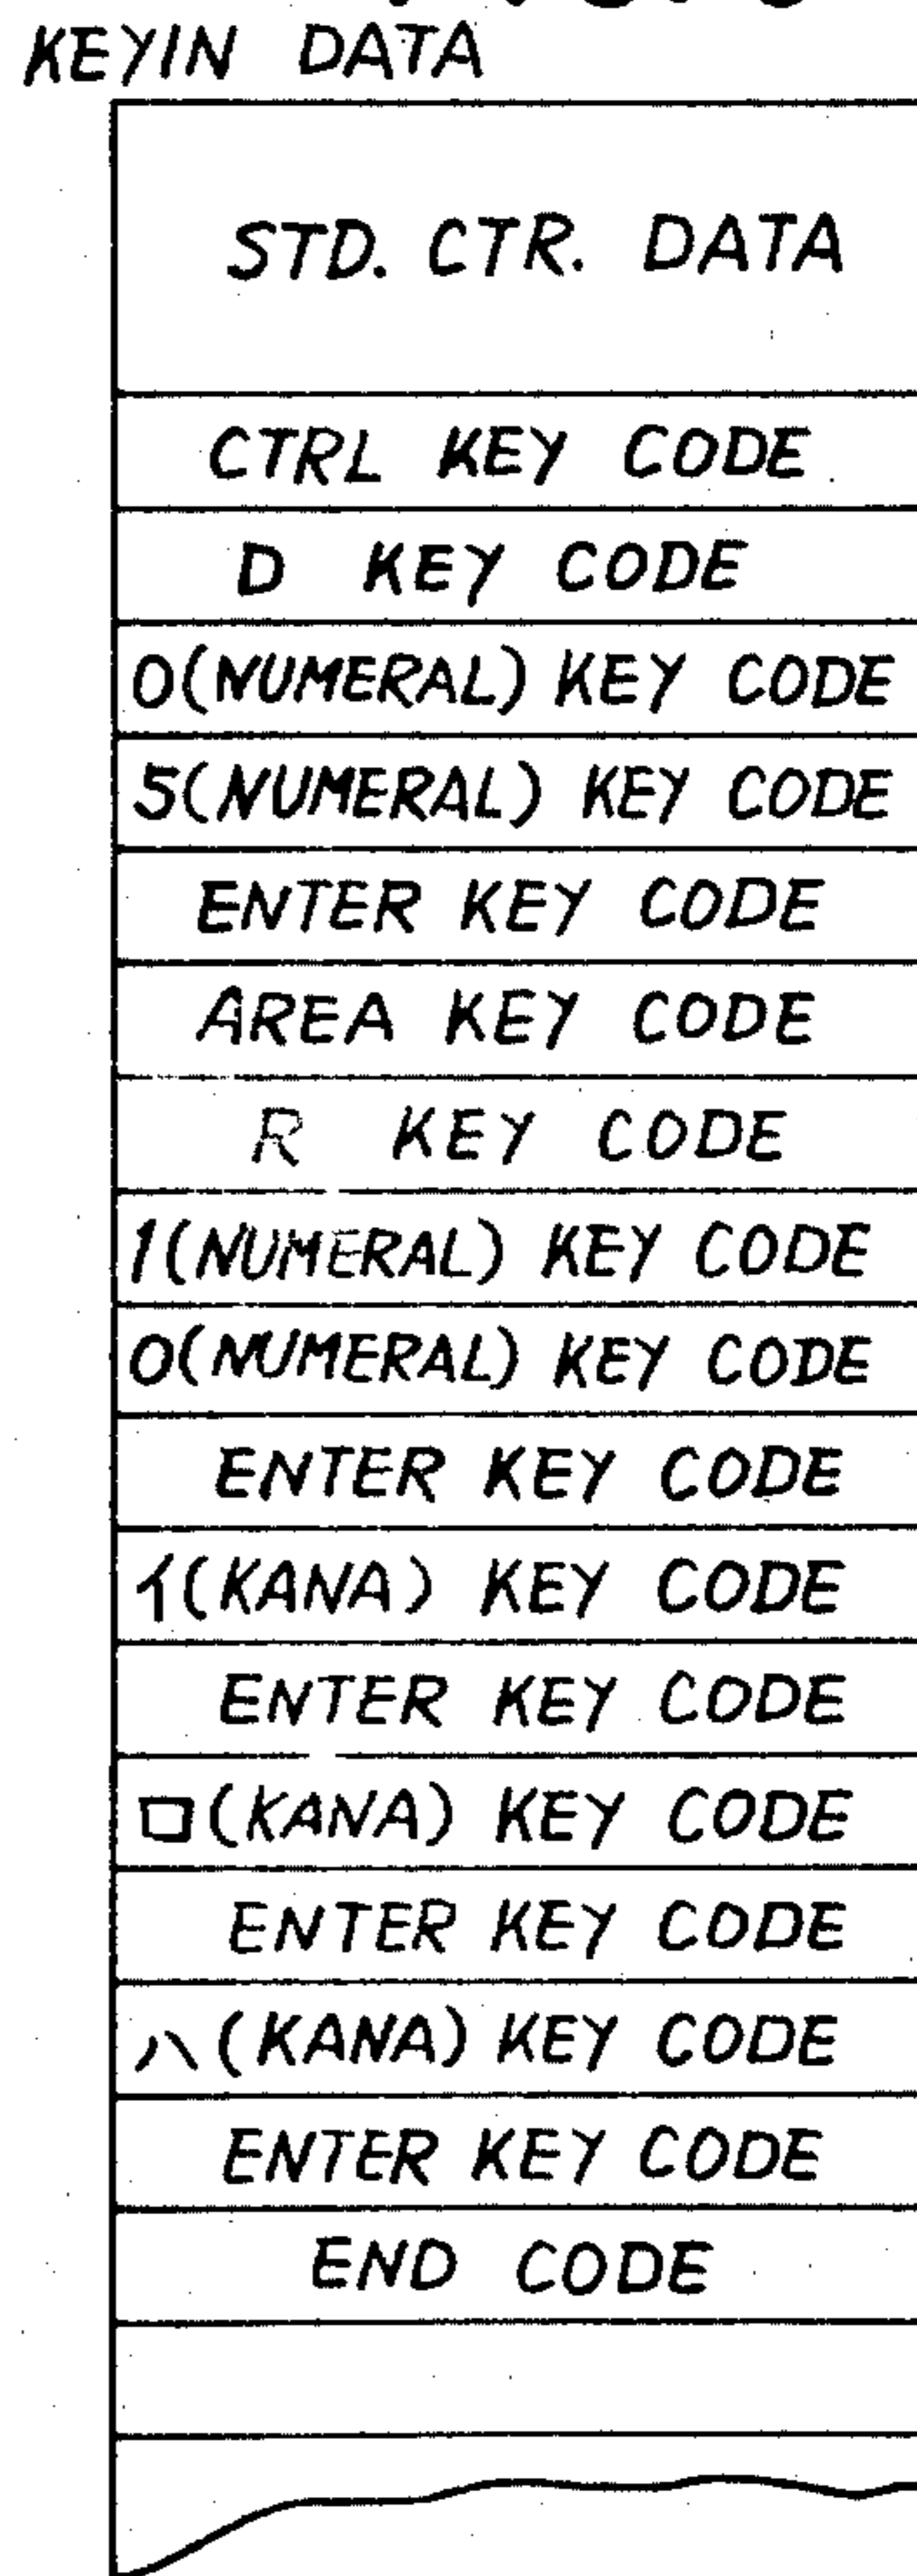 KEYIN DATA
STD. CTR. DATA
CTRL KEY CODE
D KEY CODE
0(NUMERAL) KEY CODE
5(NUMERAL) KEY CODE
ENTER KEY CODE
AREA KEY CODE
R KEY CODE
1(NUMERAL) KEY CODE
0(NUMERAL) KEY CODE
ENTER KEY CODE
イ(KANA) KEY CODE
ENTER KEY CODE
ロ(KANA) KEY CODE
ENTER KEY CODE
ハ(KANA) KEY CODE
ENTER KEY CODE
END CODE